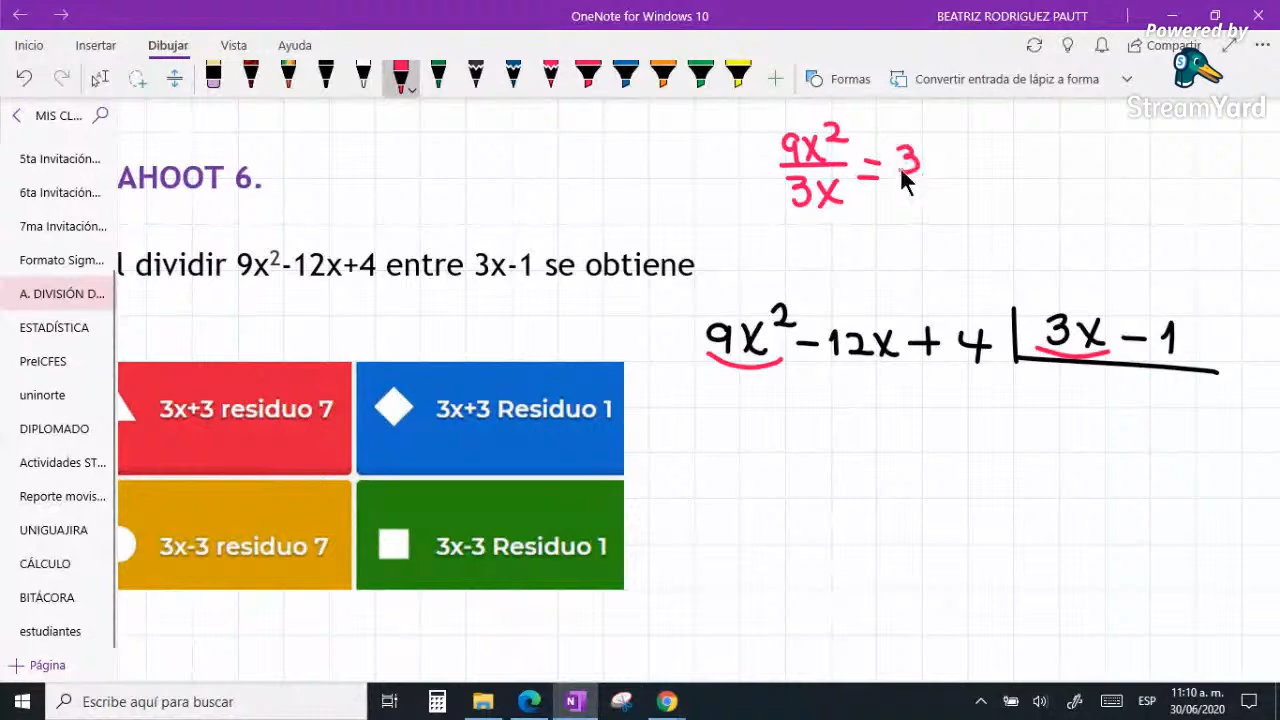 OneNote for Windows 10
BEATRIZ RODRIGUEZ PAUTT
Powered by
StreamYard
Inicio Insertar Dibujar Vista Ayuda
Compartir
Formas
Convertir entrada de lápiz a forma
MIS CL...
5ta Invitación...
6ta Invitación...
7ma Invitación...
Formato Sigm...
A. DIVISIÓN D...
ESTADÍSTICA
PreICFES
uninorte
DIPLOMADO
Actividades ST...
Reporte movis...
UNIGUAJIRA
CÁLCULO
BITÁCORA
estudiantes
Página
AHOOT 6.
9x²
3x
= 3
l dividir 9x²-12x+4 entre 3x-1 se obtiene
9x² - 12x + 4 3x - 1
3x+3 residuo 7
3x+3 Residuo 1
3x-3 residuo 7
3x-3 Residuo 1
Escribe aquí para buscar
ESP
11:10 a. m.
30/06/2020